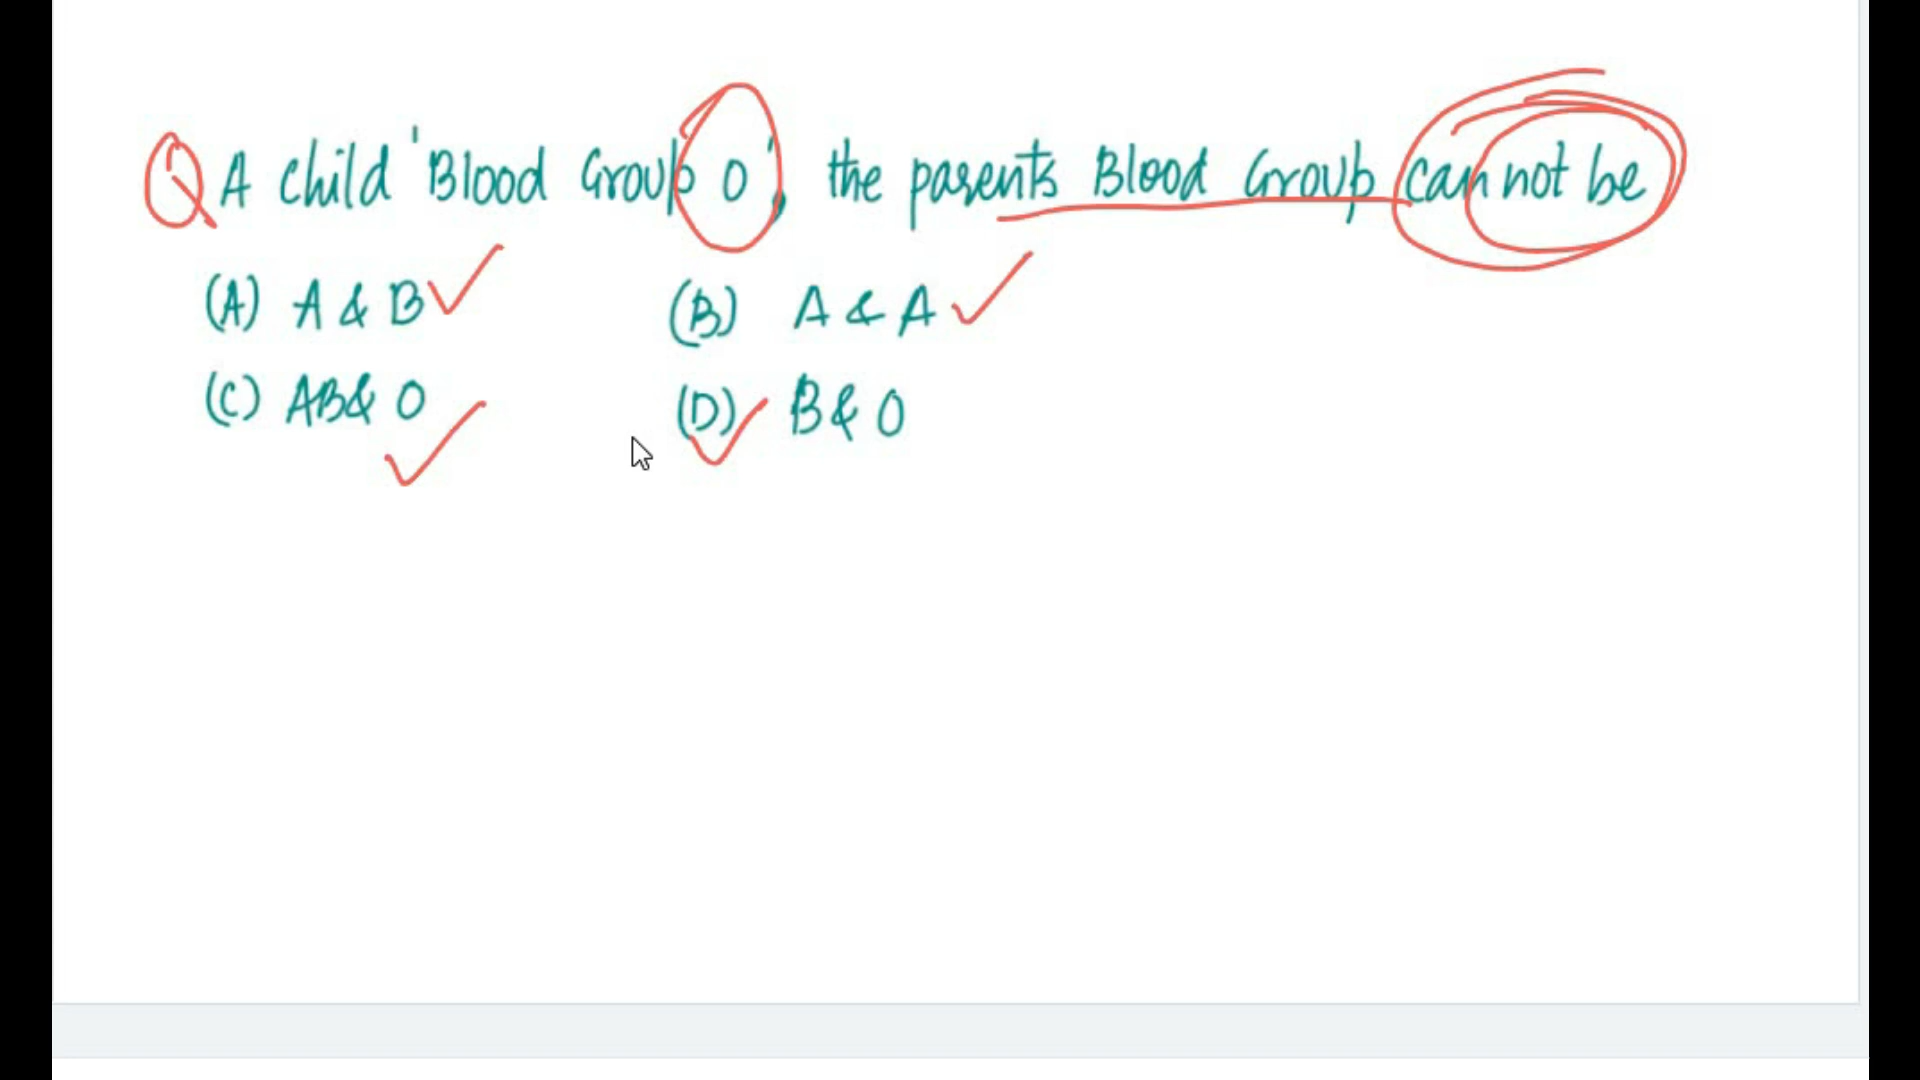 Q A child 'Blood Group O', the parents Blood Group can not be
(A) A & B (B) A & A
(C) AB & O (D) B & O